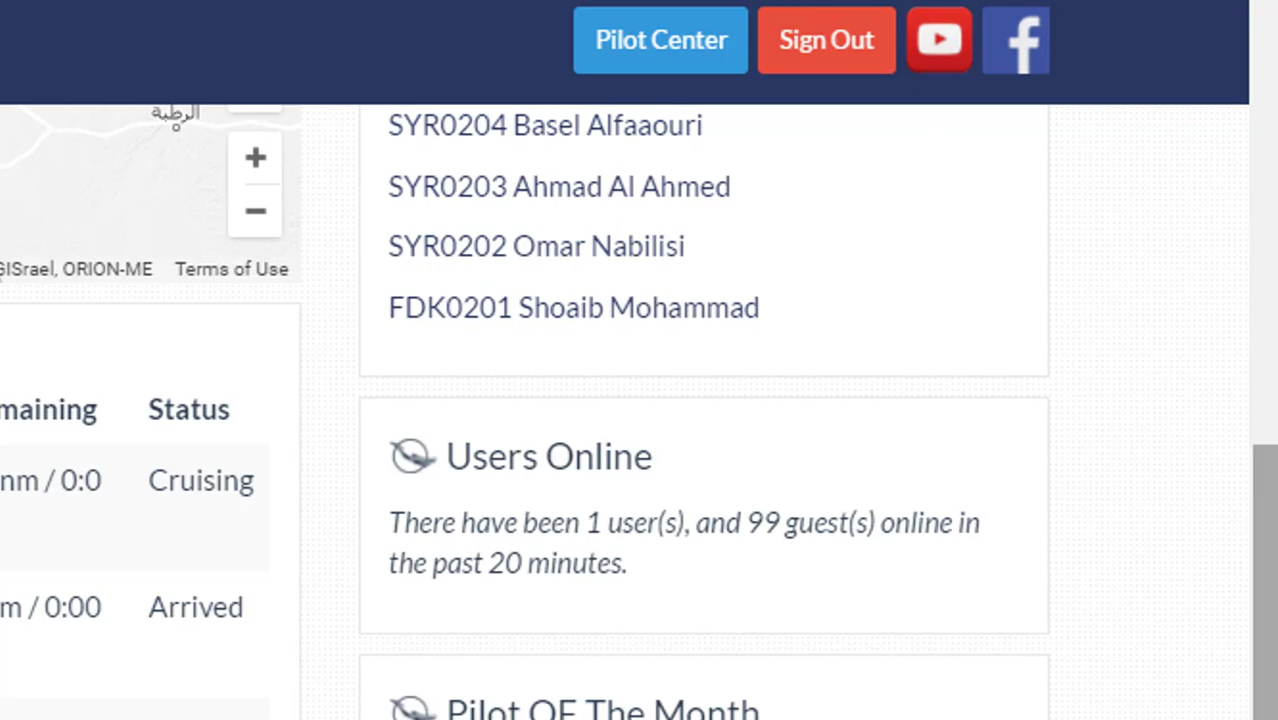 Pilot Center
Sign Out
الرطبة
+
−
GISrael, ORION-ME
Terms of Use
SYR0204 Basel Alfaaouri
SYR0203 Ahmad Al Ahmed
SYR0202 Omar Nabilisi
FDK0201 Shoaib Mohammad
maining Status
nm / 0:0 Cruising
m / 0:00 Arrived
Users Online
There have been 1 user(s), and 99 guest(s) online in
the past 20 minutes.
Pilot OF The Month